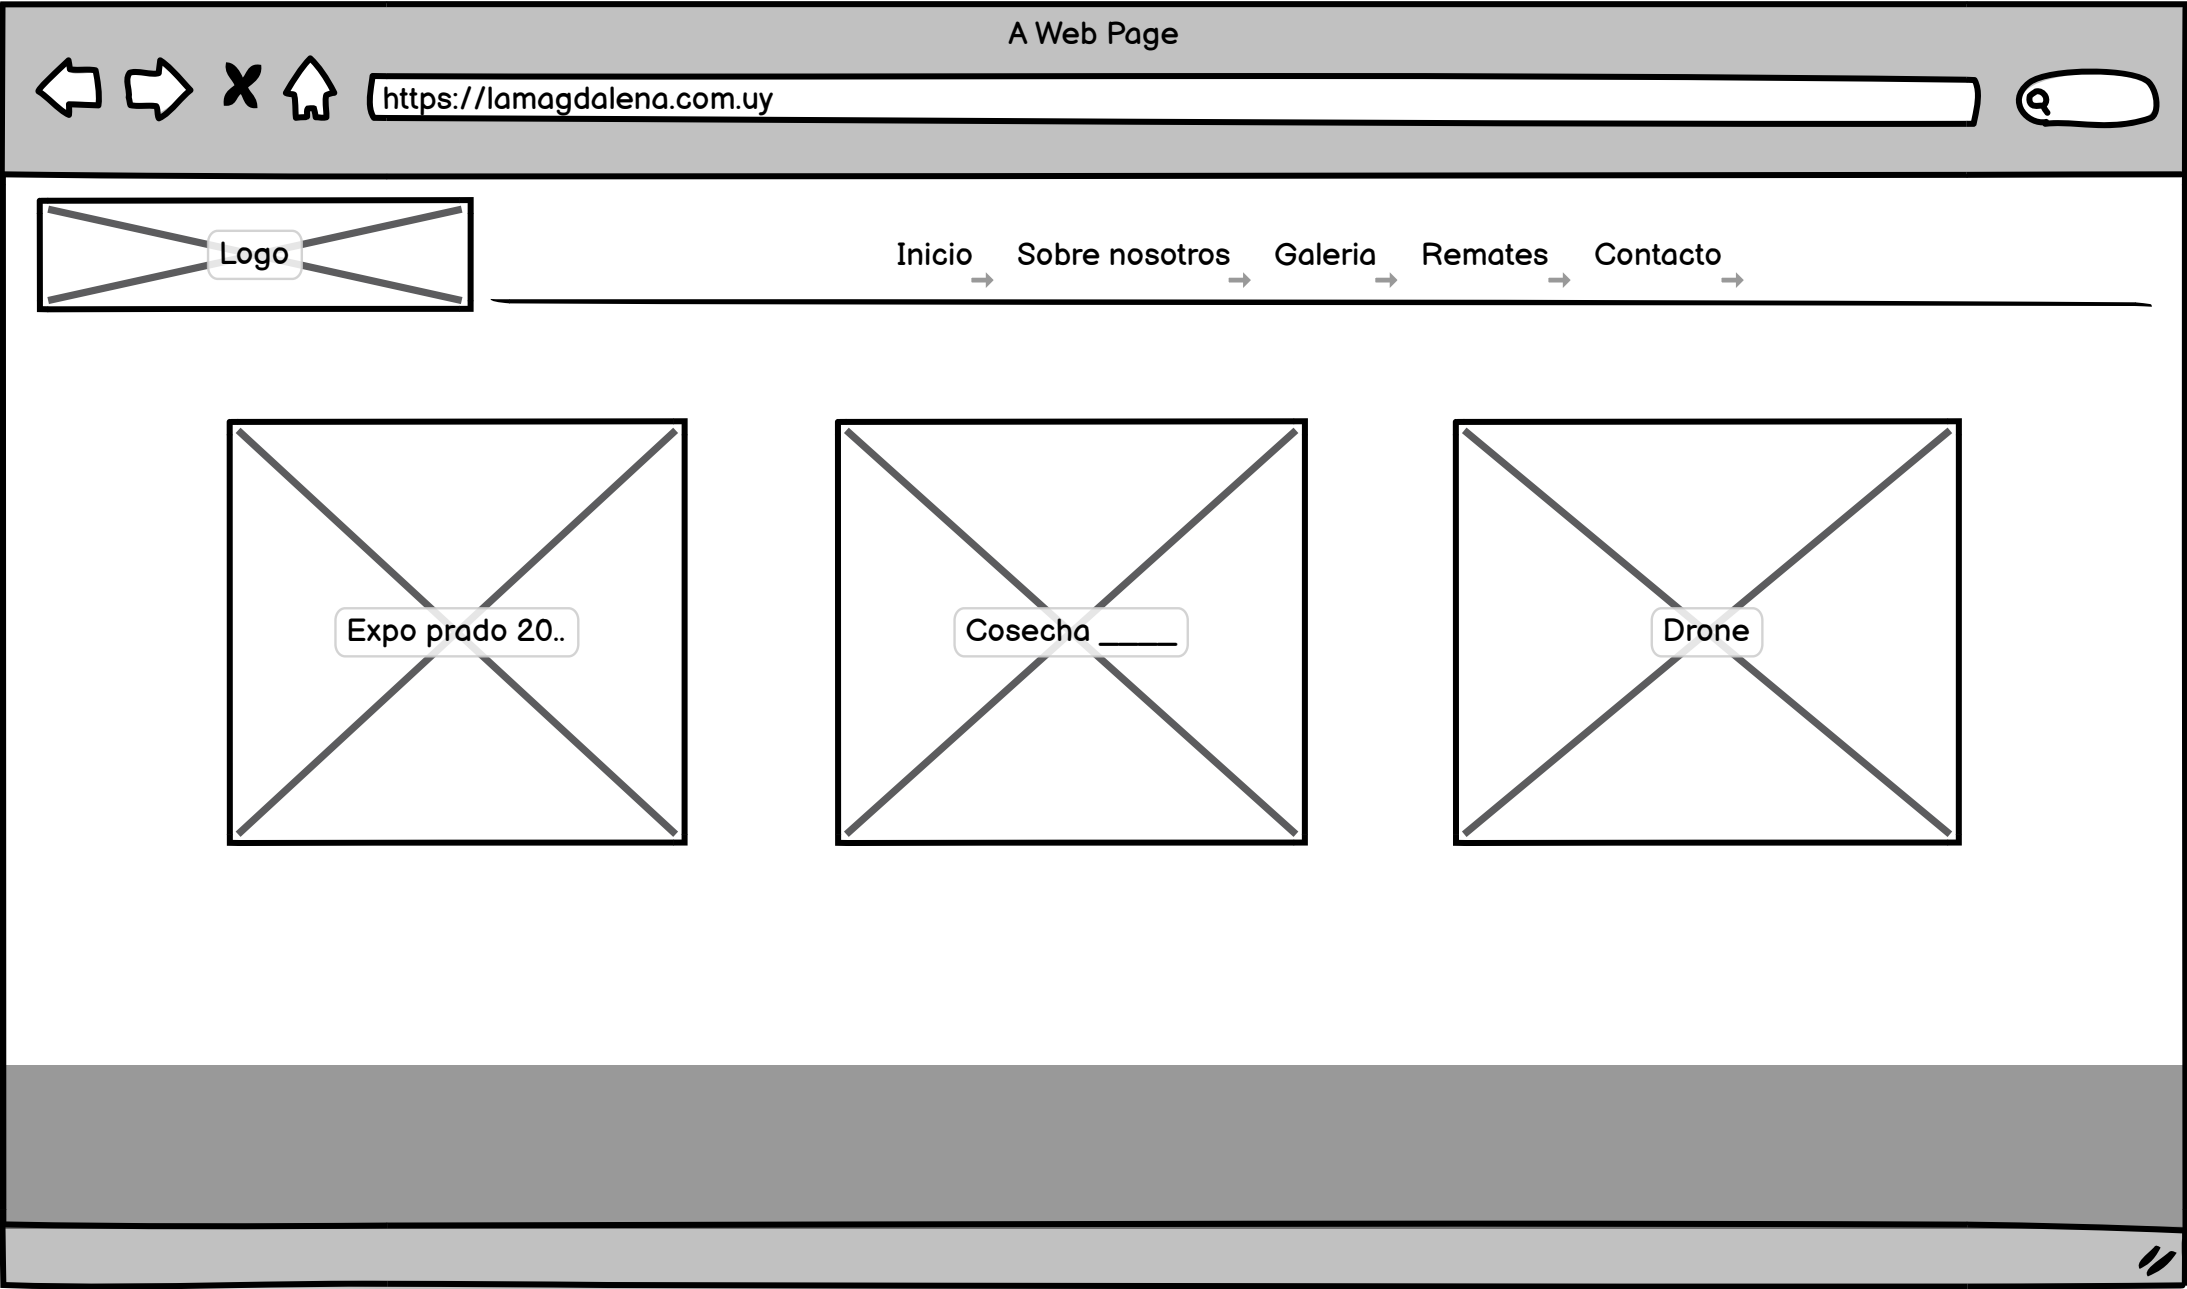 A Web Page
https://lamagdalena.com.uy
Logo
Inicio Sobre nosotros Galeria Remates Contacto
Expo prado 20.. Cosecha _____ Drone